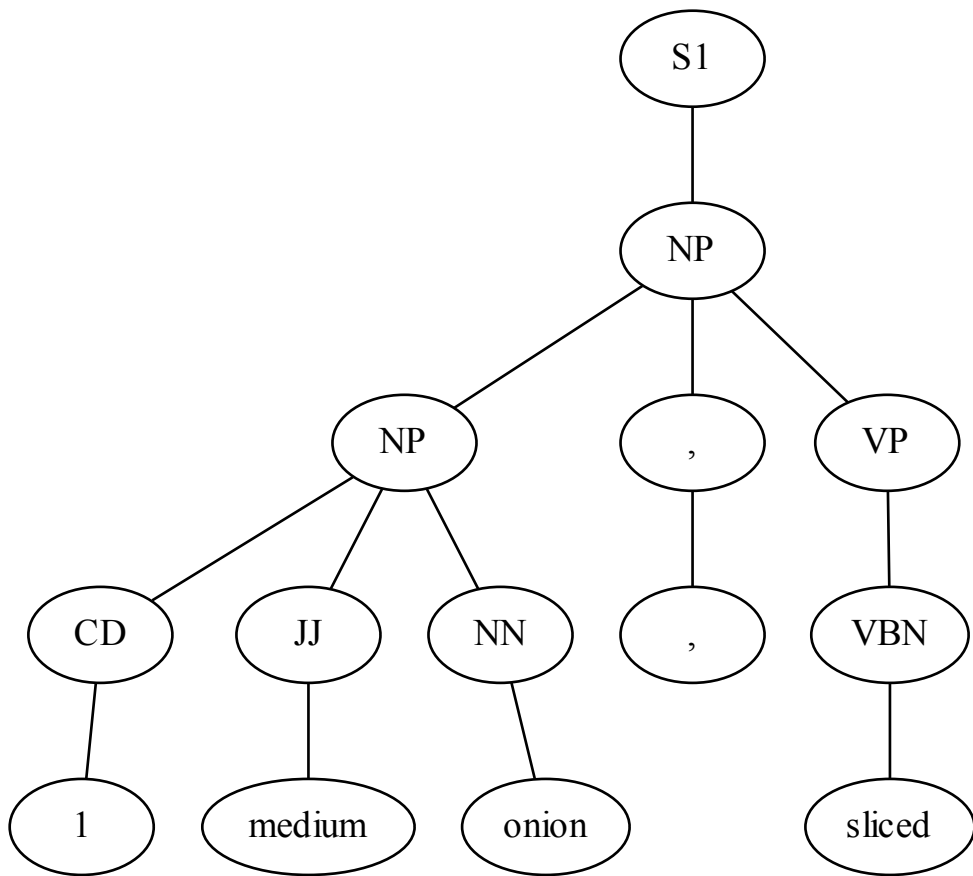 S1
NP
NP , VP
CD JJ NN , VBN
1 medium onion sliced